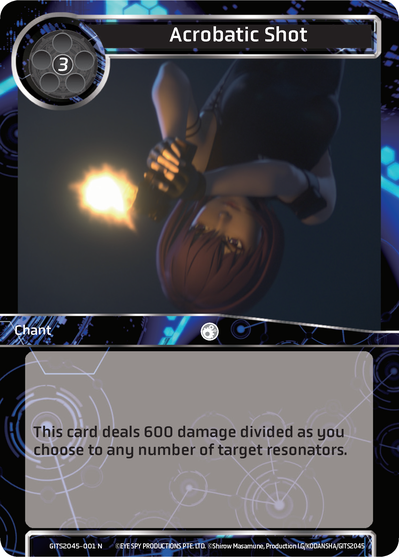 Acrobatic Shot
3
Chant
This card deals 600 damage divided as you
choose to any number of target resonators.
GITS2045-001 N ©EYE SPY PRODUCTIONS PTE. LTD. ©Shirow Masamune, Production I.G/KODANSHA/GITS2045